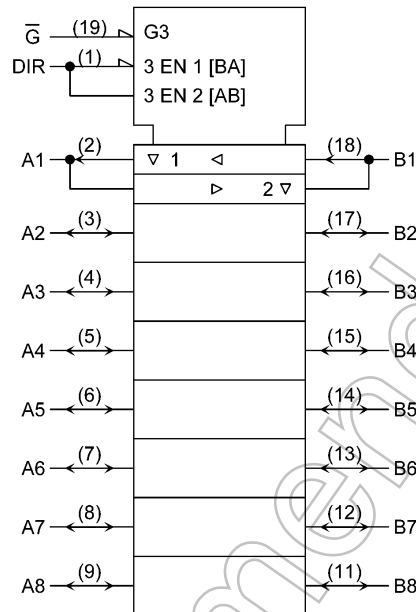 G̅ (19) G3
DIR (1) 3 EN 1 [BA]
3 EN 2 [AB]
A1 (2) ▽ 1 ◁ (18) B1
▷ 2 ▽
A2 (3) (17) B2
A3 (4) (16) B3
A4 (5) (15) B4
A5 (6) (14) B5
A6 (7) (13) B6
A7 (8) (12) B7
A8 (9) (11) B8